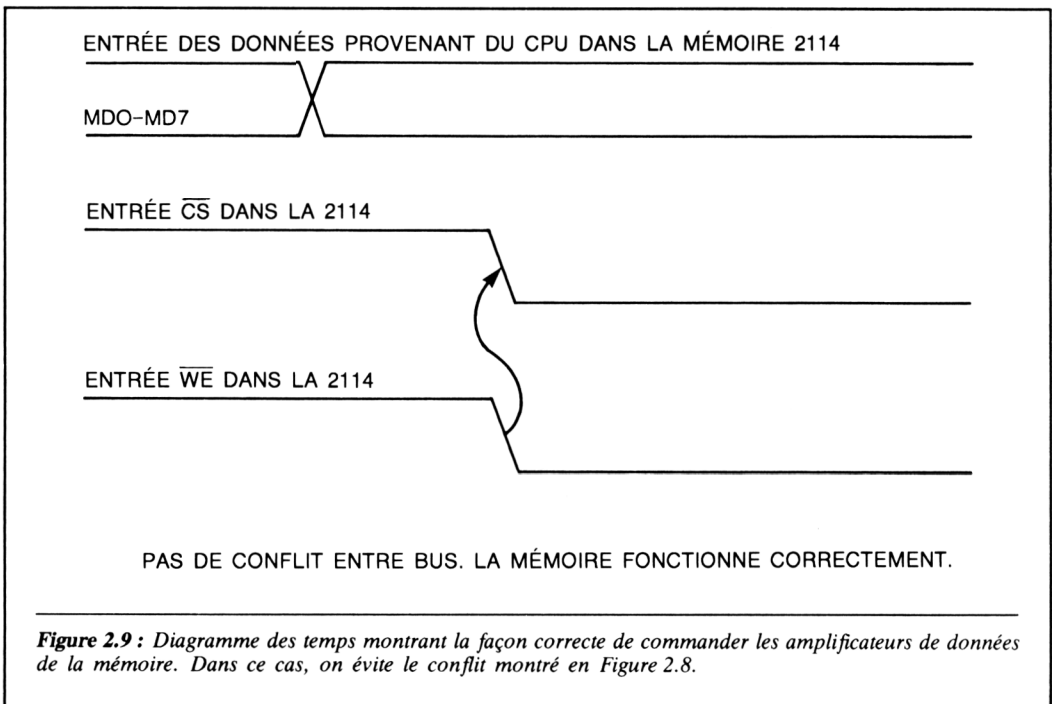 ENTRÉE DES DONNÉES PROVENANT DU CPU DANS LA MÉMOIRE 2114
MDO-MD7
ENTRÉE C̅S̅ DANS LA 2114
ENTRÉE W̅E̅ DANS LA 2114
PAS DE CONFLIT ENTRE BUS. LA MÉMOIRE FONCTIONNE CORRECTEMENT.
Figure 2.9 : Diagramme des temps montrant la façon correcte de commander les amplificateurs de données
de la mémoire. Dans ce cas, on évite le conflit montré en Figure 2.8.